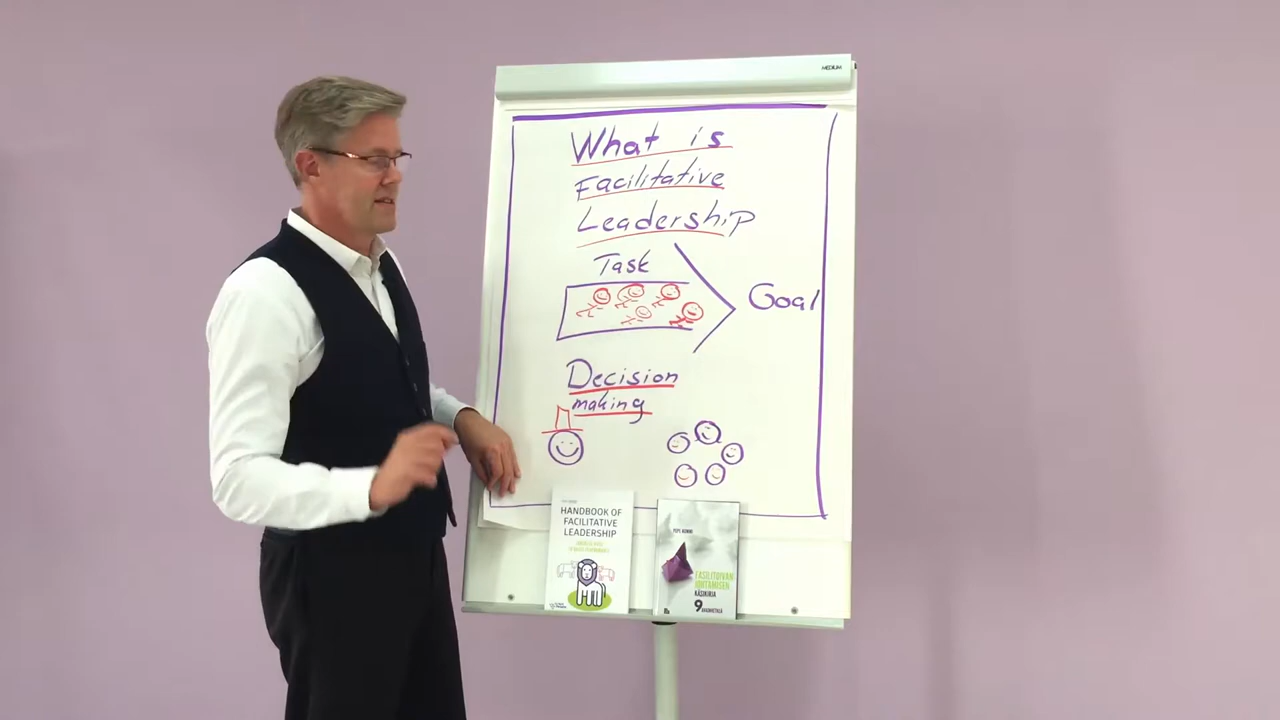 MEDIUM
What is
Facilitative
Leadership
Task
Goal
Decision
making
HANDBOOK OF
FACILITATIVE
LEADERSHIP
PEPE NUMMI
FASILITOIVAN
JOHTAMISEN
KÄSIKIRJA
9